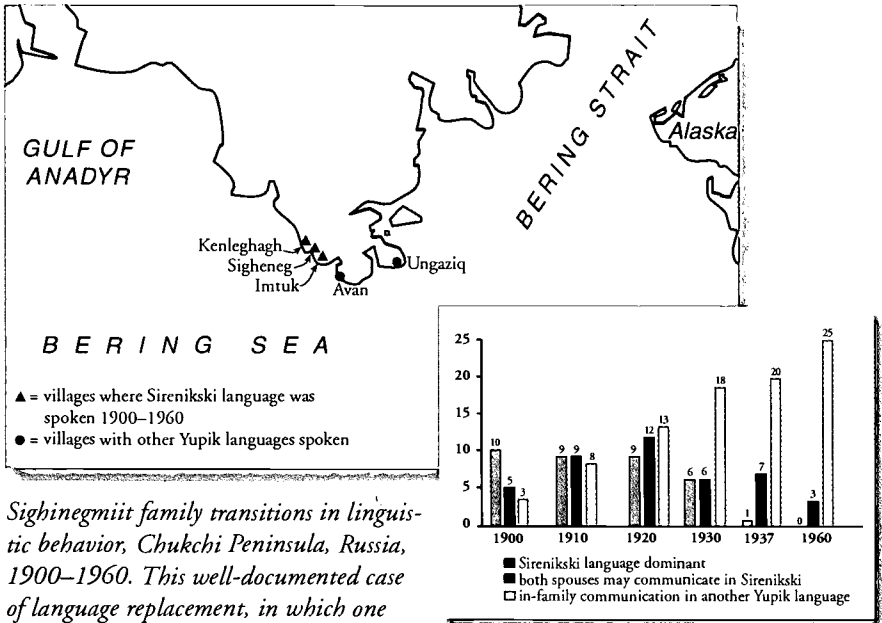 GULF OF
ANADYR
BERING STRAIT
Alaska
Kenleghagh
Sigheneg
Imtuk
Avan
Ungaziq
BERING SEA
▲ = villages where Sirenikski language was
spoken 1900–1960
● = villages with other Yupik languages spoken
Sighinegmiit family transitions in linguis-
tic behavior, Chukchi Peninsula, Russia,
1900–1960. This well-documented case
of language replacement, in which one
25
20
15
10
5
0
10 5 3
9 9 8
9 12 13
6 6 18
1 7 20
0 3 25
1900 1910 1920 1930 1937 1960
■ Sirenikski language dominant
■ both spouses may communicate in Sirenikski
□ in-family communication in another Yupik language